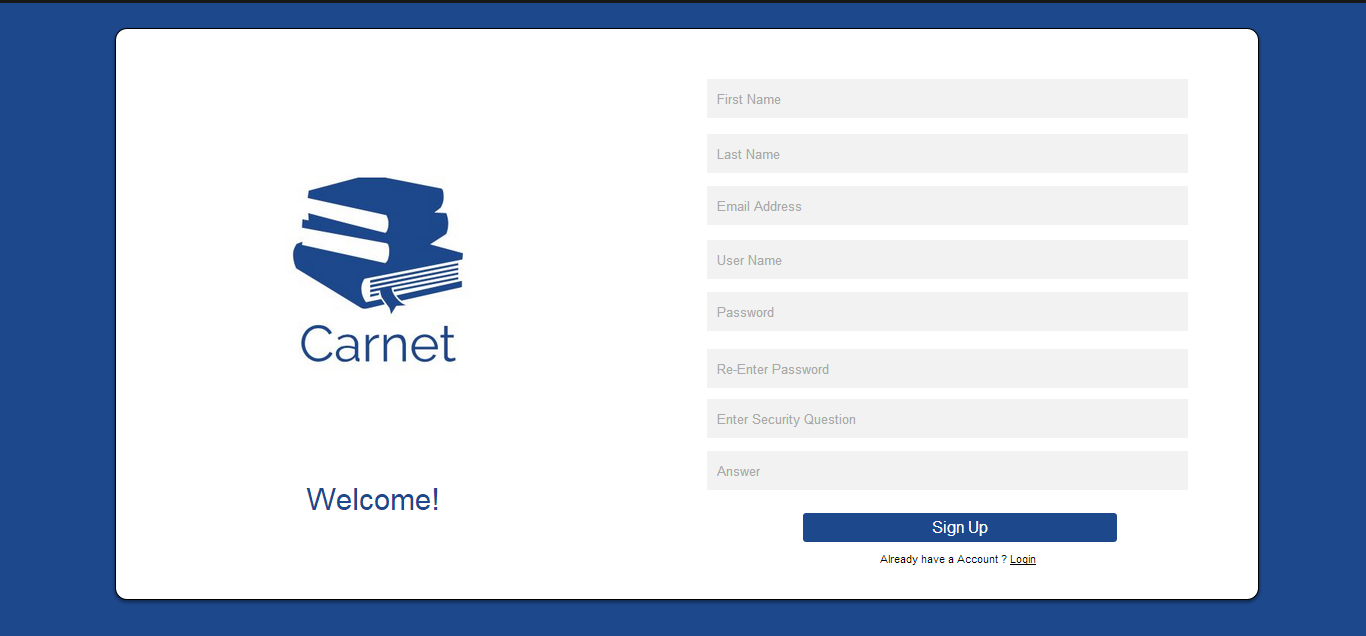 Carnet
Welcome!
First Name
Last Name
Email Address
User Name
Password
Re-Enter Password
Enter Security Question
Answer
Sign Up
Already have a Account ? Login